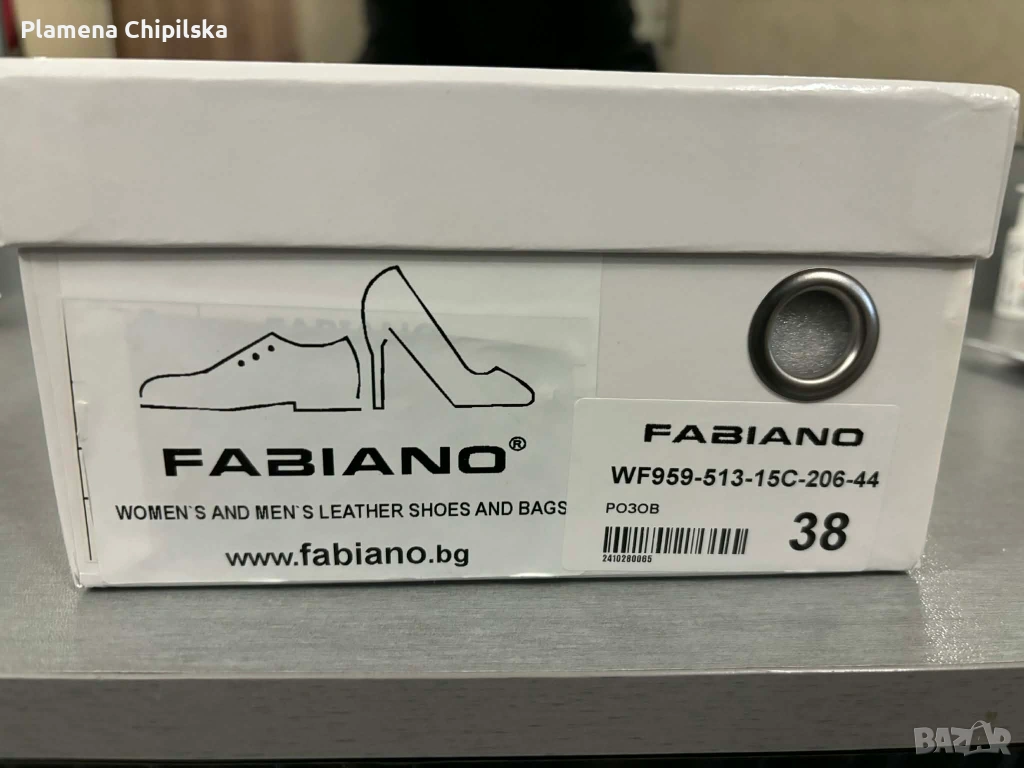 Plamena Chipilska
FABIANO®
WOMEN`S AND MEN`S LEATHER SHOES AND BAGS
www.fabiano.bg
FABIANO
WF959-513-15C-206-44
РОЗОВ
38
2410280065
BAZAR